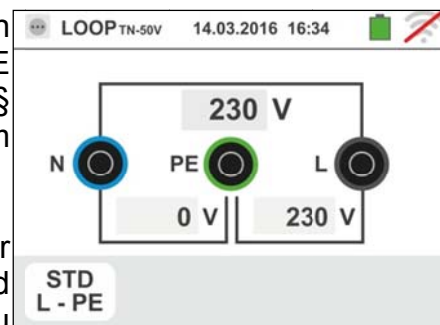 n
E
§
n
r
d
u
LOOP TN-50V 14.03.2016 16:34
230 V
N PE L
0 V 230 V
STD
L - PE